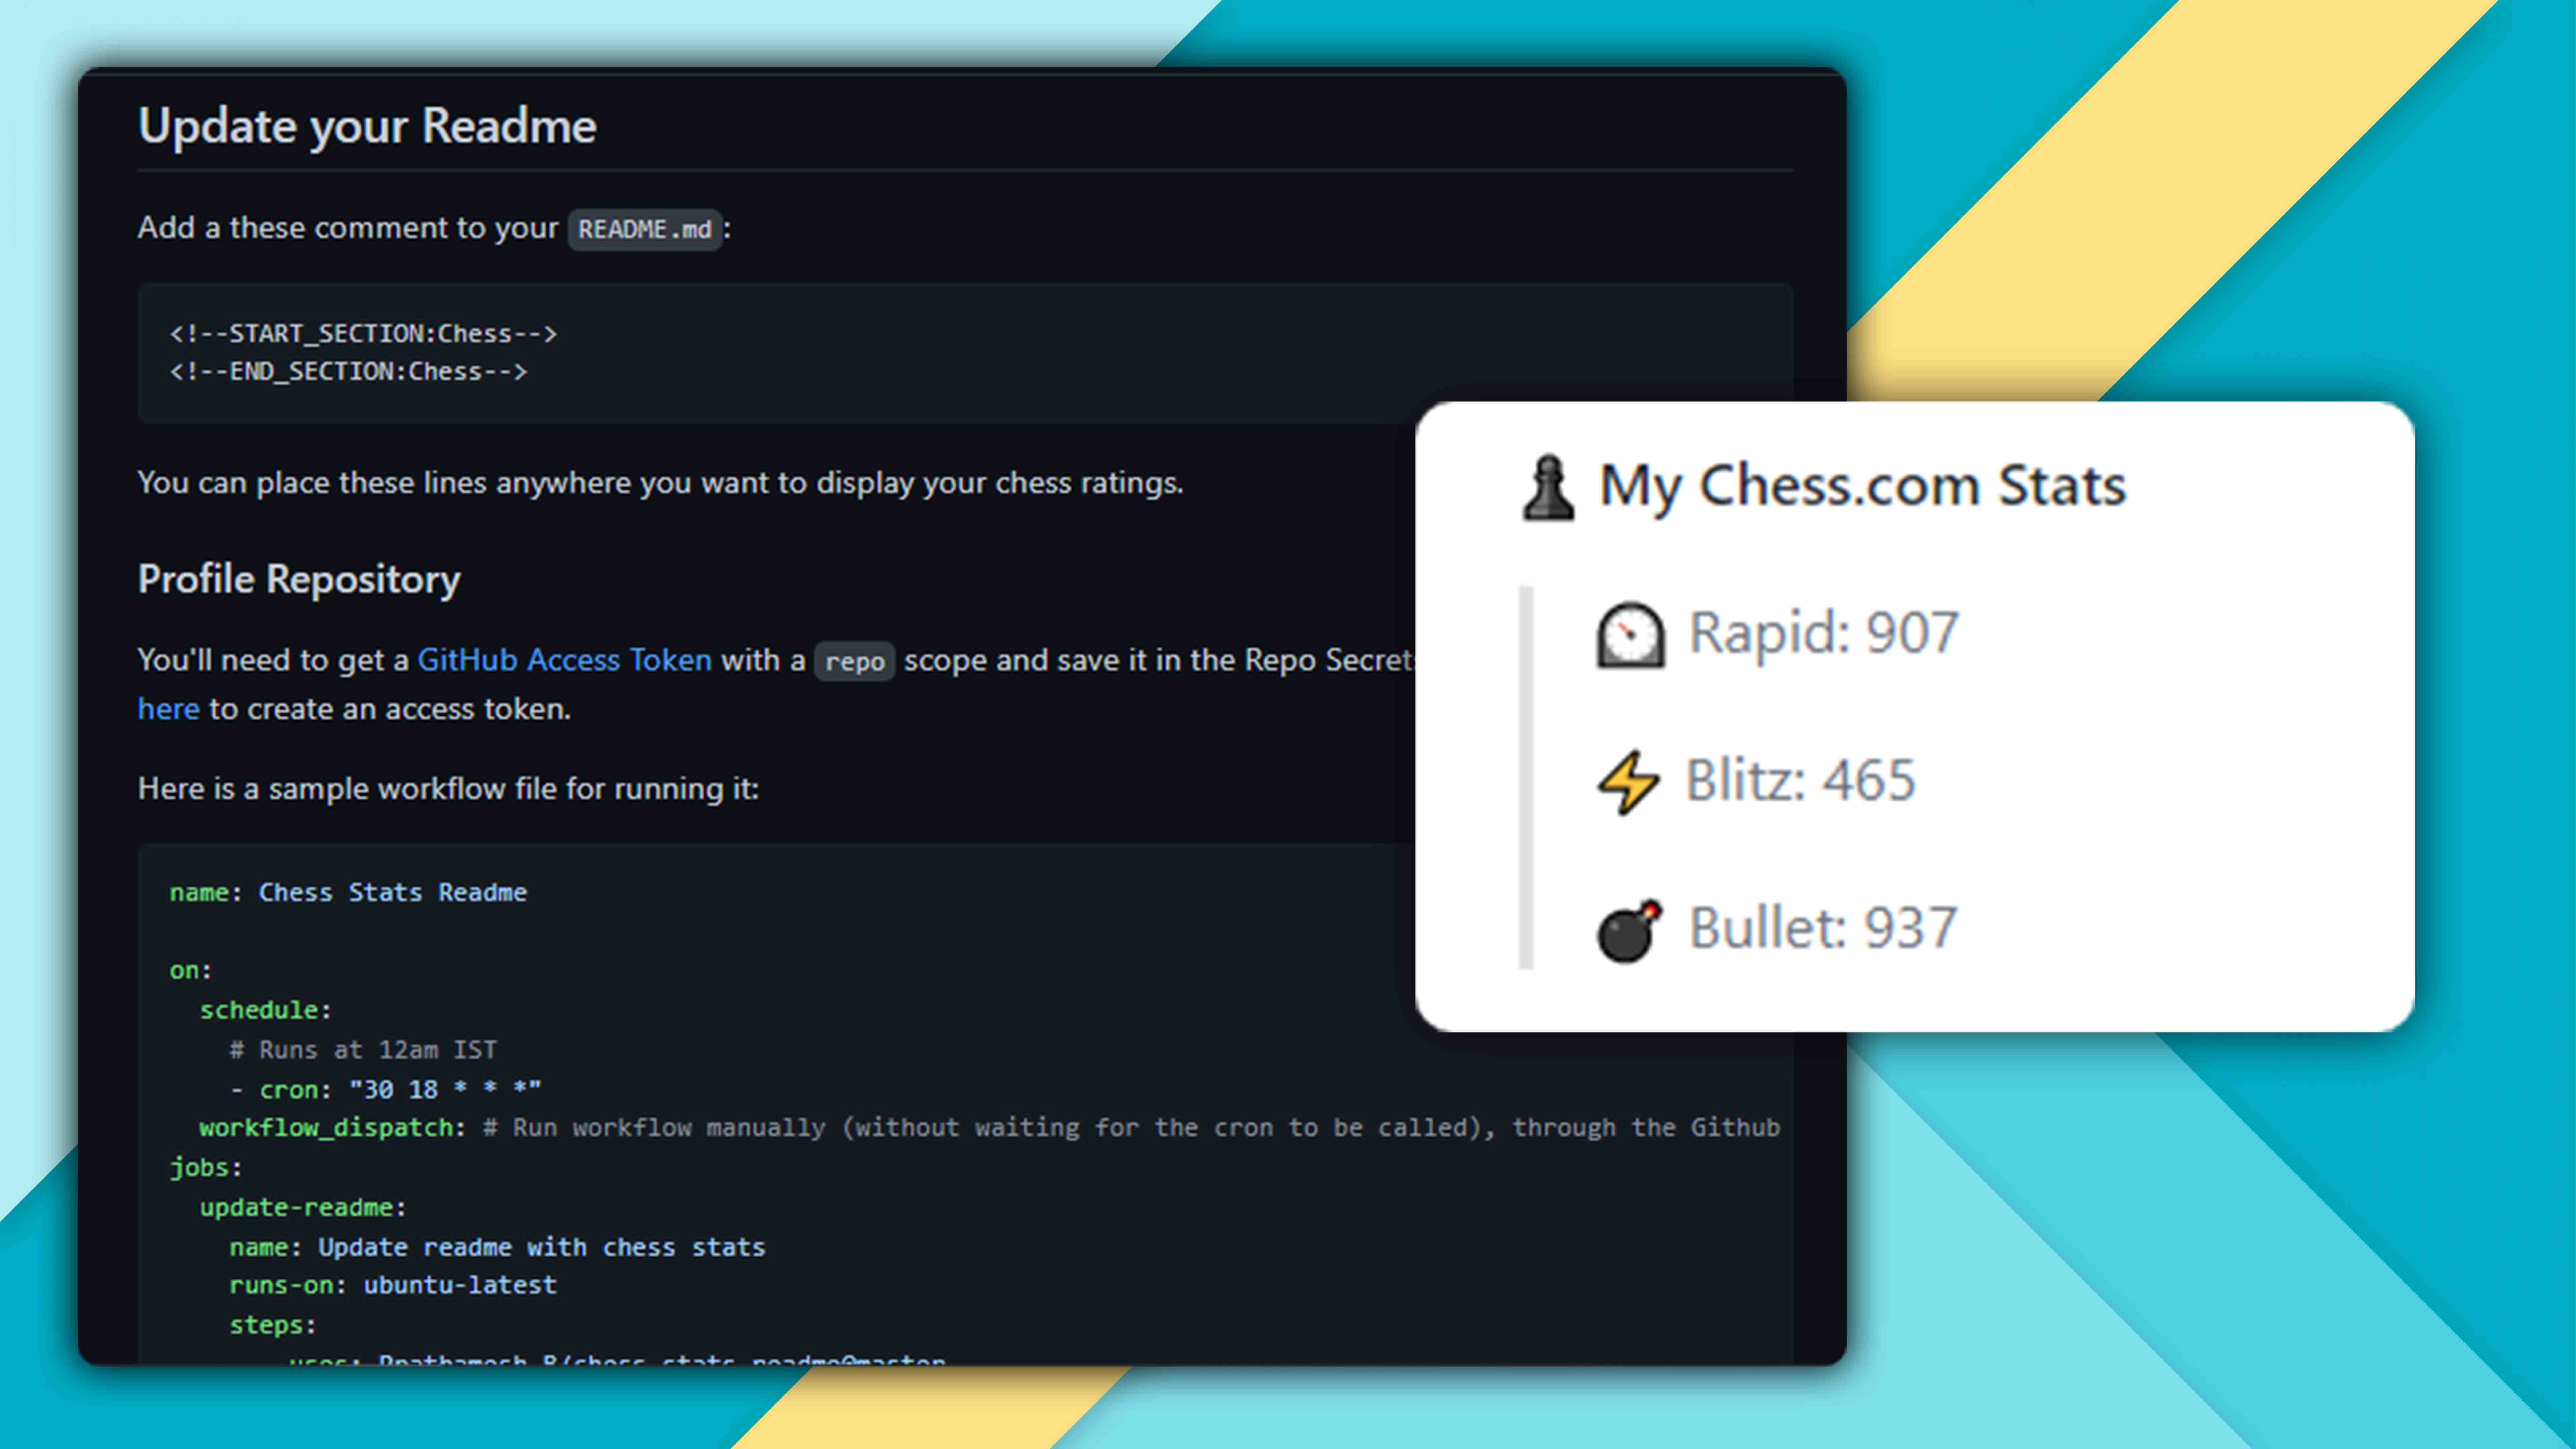 Update your Readme
Add a these comment to your README.md:
<!--START_SECTION:Chess-->
<!--END_SECTION:Chess-->
You can place these lines anywhere you want to display your chess ratings.
Profile Repository
You'll need to get a GitHub Access Token with a repo scope and save it in the Repo Secrets
here to create an access token.
Here is a sample workflow file for running it:
name: Chess Stats Readme
on:
schedule:
# Runs at 12am IST
- cron: "30 18 * * *"
workflow_dispatch: # Run workflow manually (without waiting for the cron to be called), through the Github
jobs:
update-readme:
name: Update readme with chess stats
runs-on: ubuntu-latest
steps:
My Chess.com Stats
Rapid: 907
Blitz: 465
Bullet: 937